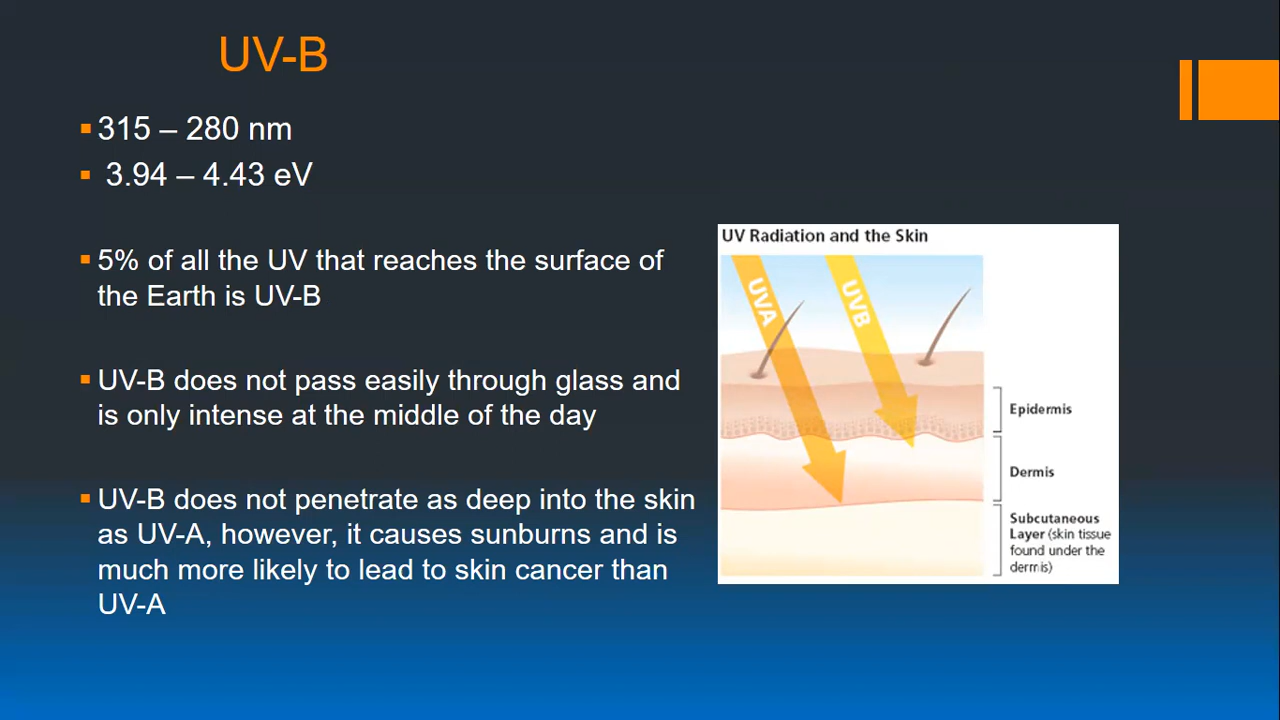 UV-B
315 – 280 nm
3.94 – 4.43 eV
5% of all the UV that reaches the surface of
the Earth is UV-B
UV-B does not pass easily through glass and
is only intense at the middle of the day
UV-B does not penetrate as deep into the skin
as UV-A, however, it causes sunburns and is
much more likely to lead to skin cancer than
UV-A
UV Radiation and the Skin
UVA
UVB
Epidermis
Dermis
Subcutaneous
Layer (skin tissue
found under the
dermis)